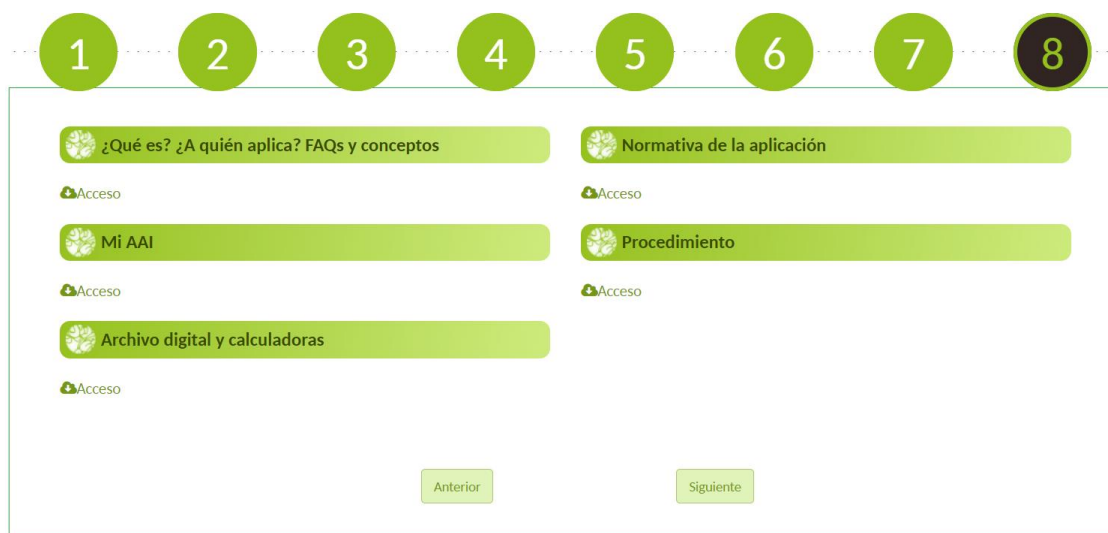 1 2 3 4 5 6 7 8
¿Qué es? ¿A quién aplica? FAQs y conceptos
Normativa de la aplicación
Acceso
Acceso
Mi AAI
Procedimiento
Acceso
Acceso
Archivo digital y calculadoras
Acceso
Anterior
Siguiente